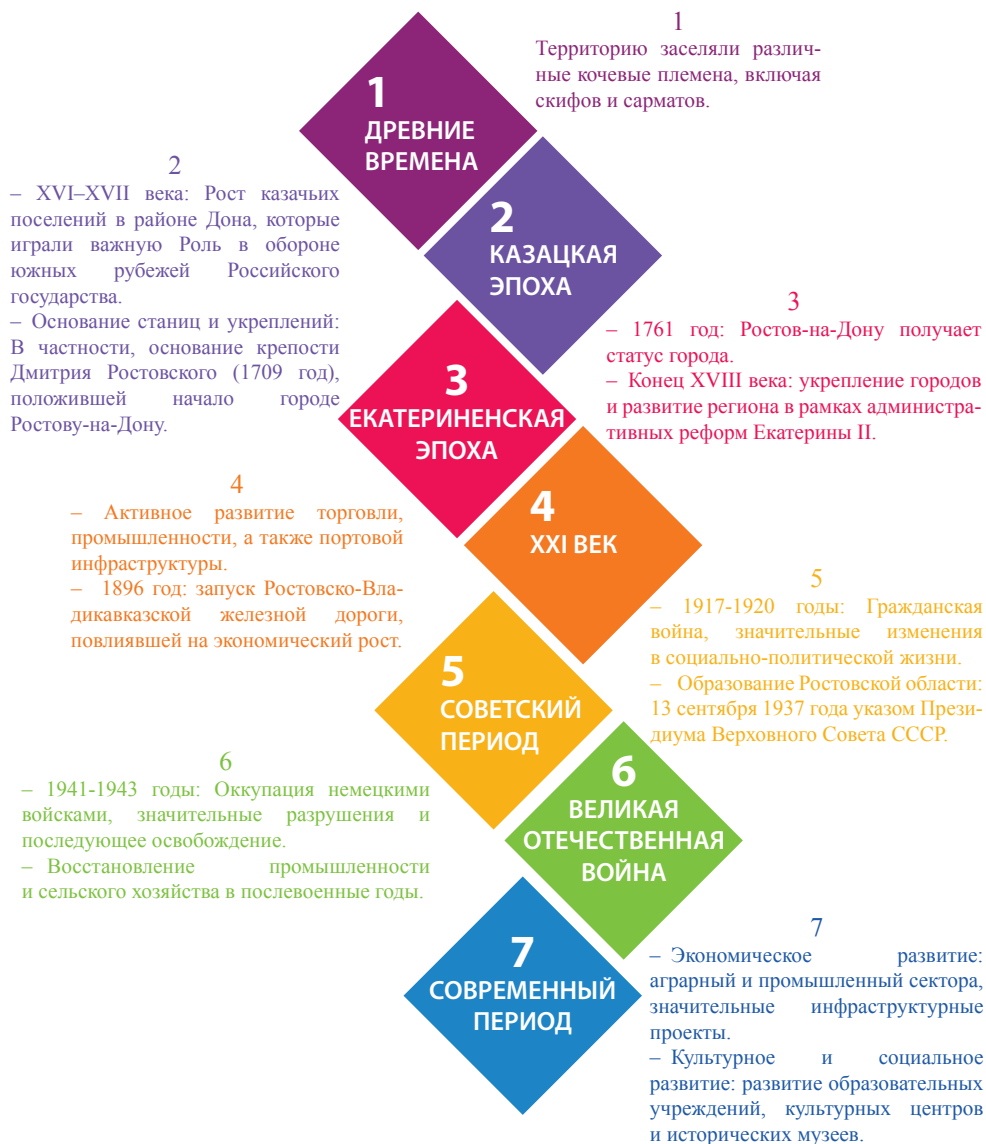 1
Территорию заселяли различ-
ные кочевые племена, включая
скифов и сарматов.
1
ДРЕВНИЕ
ВРЕМЕНА
2
– XVI–XVII века: Рост казачьих
поселений в районе Дона, которые
играли важную Роль в обороне
южных рубежей Российского
государства.
– Основание станиц и укреплений:
В частности, основание крепости
Дмитрия Ростовского (1709 год),
положившей начало городе
Ростову-на-Дону.
2
КАЗАЦКАЯ
ЭПОХА
3
– 1761 год: Ростов-на-Дону получает
статус города.
– Конец XVIII века: укрепление городов
и развитие региона в рамках администра-
тивных реформ Екатерины II.
3
ЕКАТЕРИНЕНСКАЯ
ЭПОХА
4
– Активное развитие торговли,
промышленности, а также портовой
инфраструктуры.
– 1896 год: запуск Ростовско-Вла-
дикавказской железной дороги,
повлиявшей на экономический рост.
4
XXI ВЕК
5
– 1917-1920 годы: Гражданская
война, значительные изменения
в социально-политической жизни.
– Образование Ростовской области:
13 сентября 1937 года указом Прези-
диума Верховного Совета СССР.
5
СОВЕТСКИЙ
ПЕРИОД
6
– 1941-1943 годы: Оккупация немецкими
войсками, значительные разрушения и
последующее освобождение.
– Восстановление промышленности
и сельского хозяйства в послевоенные годы.
6
ВЕЛИКАЯ
ОТЕЧЕСТВЕННАЯ
ВОЙНА
7
– Экономическое развитие:
аграрный и промышленный сектора,
значительные инфраструктурные
проекты.
– Культурное и социальное
развитие: развитие образовательных
учреждений, культурных центров
и исторических музеев.
7
СОВРЕМЕННЫЙ
ПЕРИОД